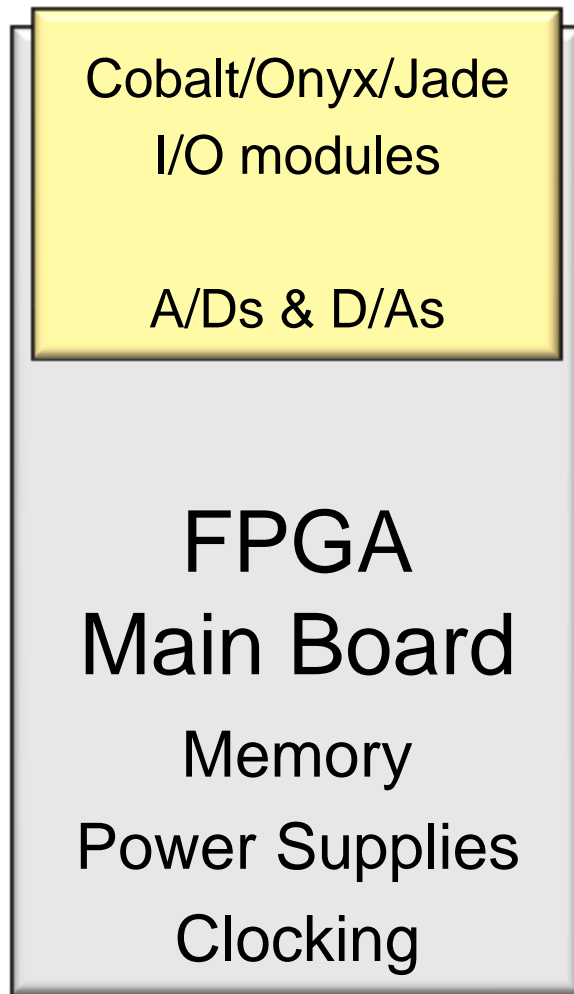 Cobalt/Onyx/Jade
I/O modules
A/Ds & D/As
FPGA
Main Board
Memory
Power Supplies
Clocking